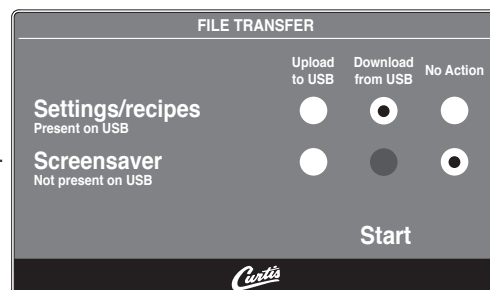 FILE TRANSFER
Upload to USB
Download from USB
No Action
Settings/recipes
Present on USB
Screensaver
Not present on USB
Start
Curtis